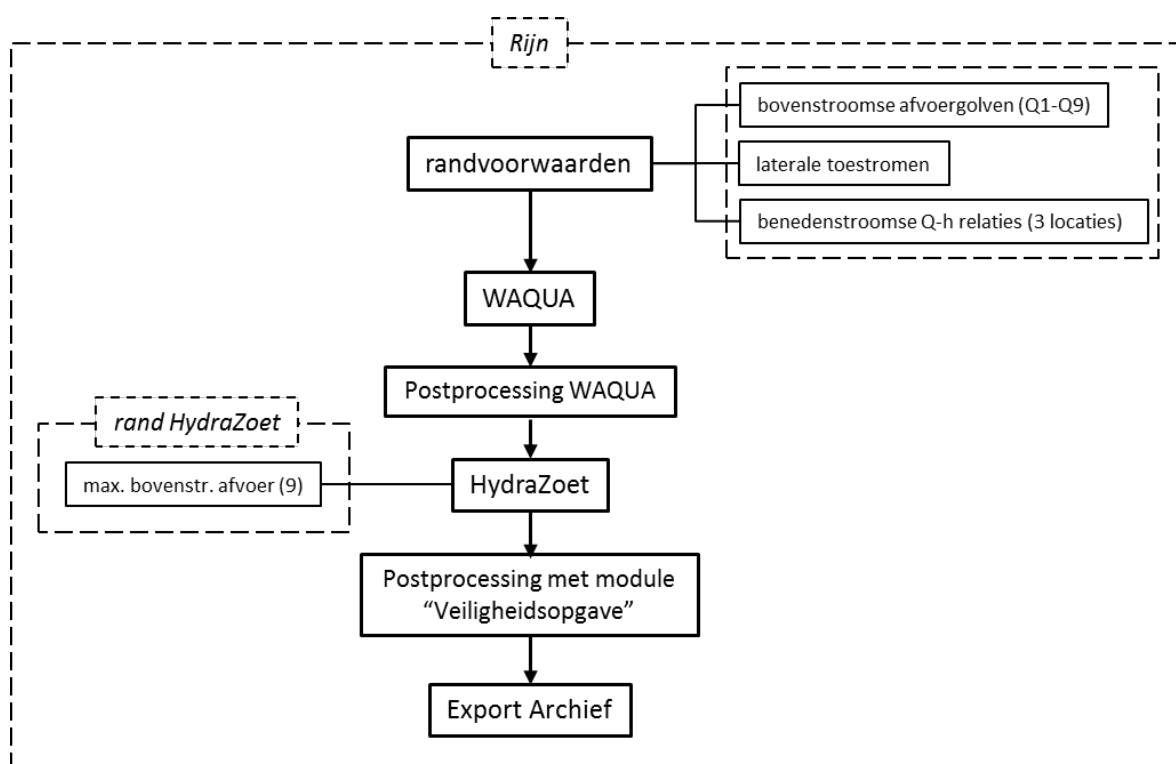 Rijn
bovenstroomse afvoergolven (Q1-Q9)
randvoorwaarden
laterale toestromen
benedenstroomse Q-h relaties (3 locaties)
WAQUA
Postprocessing WAQUA
rand HydraZoet
max. bovenstr. afvoer (9)
HydraZoet
Postprocessing met module
“Veiligheidsopgave”
Export Archief